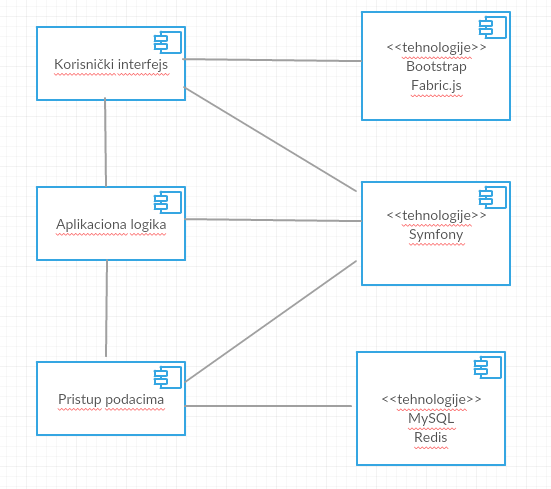 Korisnički interfejs
<<tehnologije>>
Bootstrap
Fabric.js
Aplikaciona logika
<<tehnologije>>
Symfony
Pristup podacima
<<tehnologije>>
MySQL
Redis